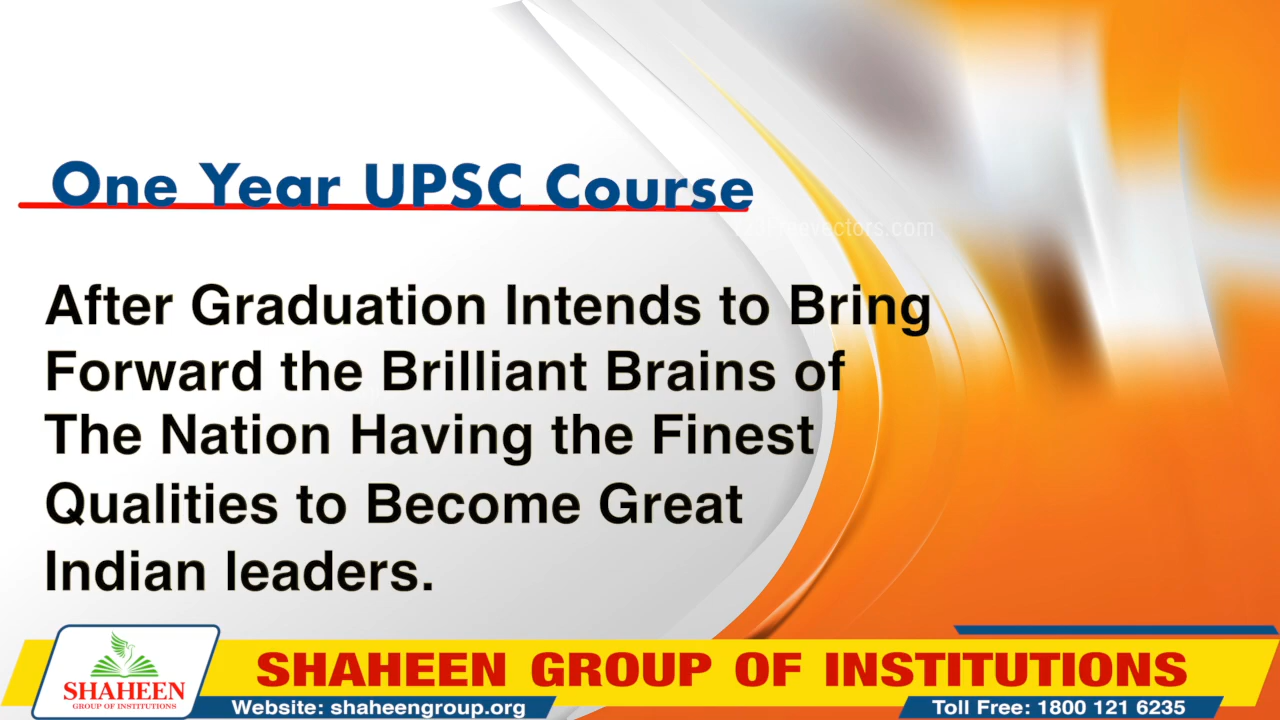 One Year UPSC Course
After Graduation Intends to Bring
Forward the Brilliant Brains of
The Nation Having the Finest
Qualities to Become Great
Indian leaders.
SHAHEEN
GROUP OF INSTITUTIONS
SHAHEEN GROUP OF INSTITUTIONS
Website: shaheengroup.org
Toll Free: 1800 121 6235